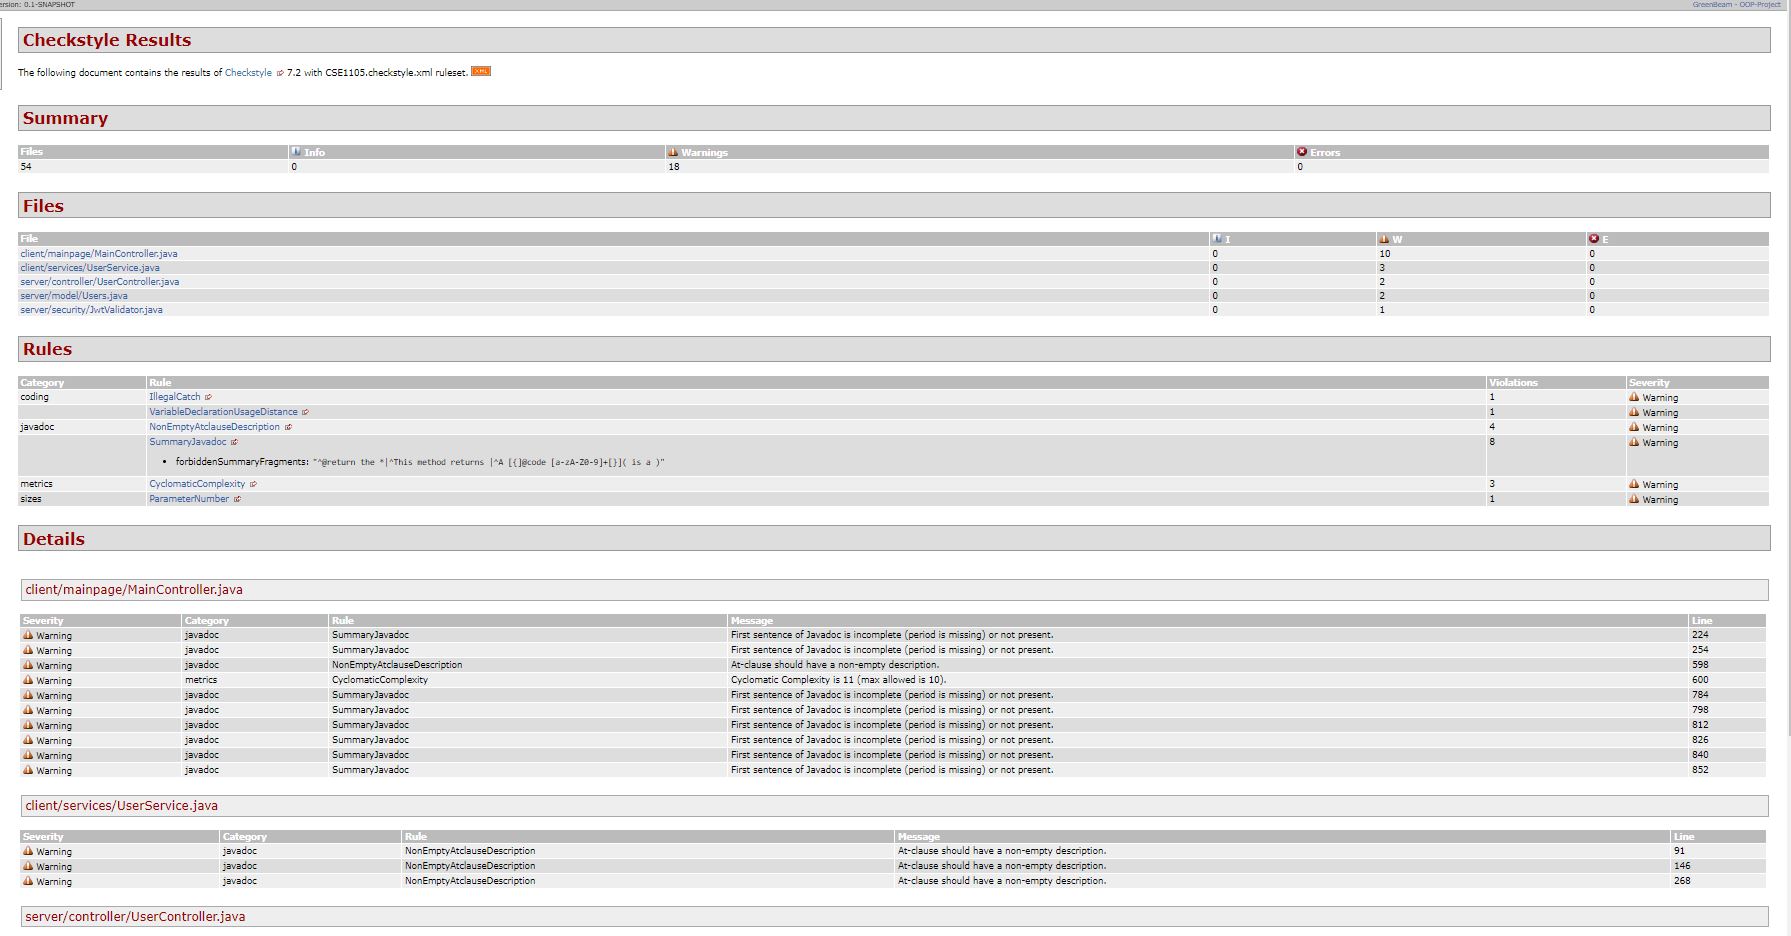 ersion: 0.1-SNAPSHOT
GreenBeam - OOP-Project
Checkstyle Results
The following document contains the results of Checkstyle 7.2 with CSE1105.checkstyle.xml ruleset. XML
Summary
Files Info Warnings Errors
54 0 18 0
Files
File I W E
client/mainpage/MainController.java 0 10 0
client/services/UserService.java 0 3 0
server/controller/UserController.java 0 2 0
server/model/Users.java 0 2 0
server/security/JwtValidator.java 0 1 0
Rules
Category Rule Violations Severity
coding IllegalCatch 1 Warning
VariableDeclarationUsageDistance 1 Warning
javadoc NonEmptyAtclauseDescription 4 Warning
SummaryJavadoc 8 Warning
• forbiddenSummaryFragments: "^@return the *|^This method returns |^A [{]@code [a-zA-Z0-9]+[}]( is a )"
metrics CyclomaticComplexity 3 Warning
sizes ParameterNumber 1 Warning
Details
client/mainpage/MainController.java
Severity Category Rule Message Line
Warning javadoc SummaryJavadoc First sentence of Javadoc is incomplete (period is missing) or not present. 224
Warning javadoc SummaryJavadoc First sentence of Javadoc is incomplete (period is missing) or not present. 254
Warning javadoc NonEmptyAtclauseDescription At-clause should have a non-empty description. 598
Warning metrics CyclomaticComplexity Cyclomatic Complexity is 11 (max allowed is 10). 600
Warning javadoc SummaryJavadoc First sentence of Javadoc is incomplete (period is missing) or not present. 784
Warning javadoc SummaryJavadoc First sentence of Javadoc is incomplete (period is missing) or not present. 798
Warning javadoc SummaryJavadoc First sentence of Javadoc is incomplete (period is missing) or not present. 812
Warning javadoc SummaryJavadoc First sentence of Javadoc is incomplete (period is missing) or not present. 826
Warning javadoc SummaryJavadoc First sentence of Javadoc is incomplete (period is missing) or not present. 840
Warning javadoc SummaryJavadoc First sentence of Javadoc is incomplete (period is missing) or not present. 852
client/services/UserService.java
Severity Category Rule Message Line
Warning javadoc NonEmptyAtclauseDescription At-clause should have a non-empty description. 91
Warning javadoc NonEmptyAtclauseDescription At-clause should have a non-empty description. 146
Warning javadoc NonEmptyAtclauseDescription At-clause should have a non-empty description. 268
server/controller/UserController.java